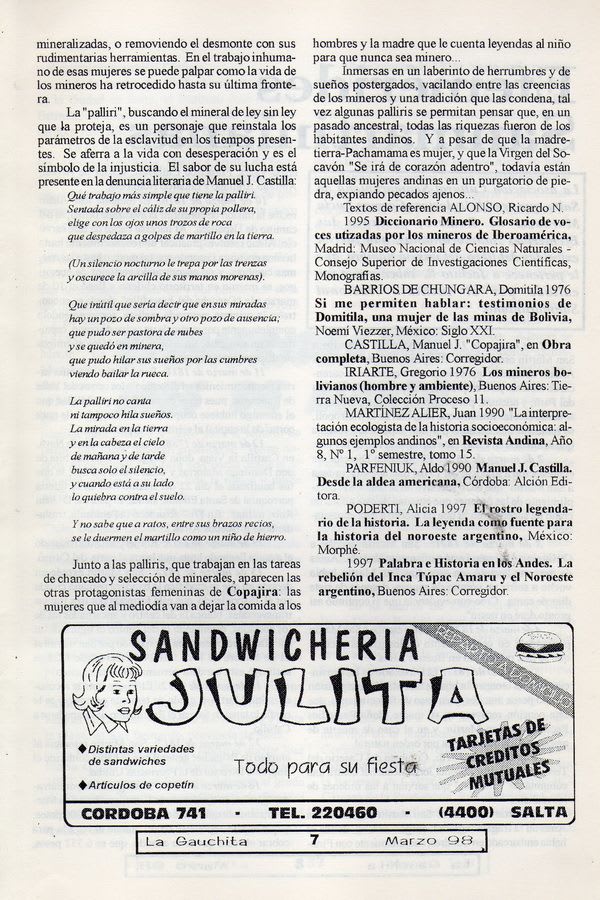 mineralizadas, o removiendo el desmonte con sus
rudimentarias herramientas. En el trabajo inhuma-
no de esas mujeres se puede palpar como la vida de
los mineros ha retrocedido hasta su última fronte-
ra.
La "palliri", buscando el mineral de ley sin ley
que la proteja, es un personaje que reinstala los
parámetros de la esclavitud en los tiempos presen-
tes. Se aferra a la vida con desesperación y es el
símbolo de la injusticia. El sabor de su lucha está
presente en la denuncia literaria de Manuel J. Castilla:
Qué trabajo más simple que tiene la palliri.
Sentada sobre el cáliz de su propia pollera,
elige con los ojos unos trozos de roca
que despedaza a golpes de martillo en la tierra.
(Un silencio nocturno le trepa por las trenzas
y oscurece la arcilla de sus manos morenas).
Qué inútil que sería decir que en sus miradas
hay un pozo de sombra y otro pozo de ausencia;
que pudo ser pastora de nubes
y se quedó en minera,
que pudo hilar sus sueños por las cumbres
viendo bailar la rueca.
La palliri no canta
ni tampoco hila sueños.
La mirada en la tierra
y en la cabeza el cielo
de mañana y de tarde
busca solo el silencio,
y cuando está a su lado
lo quiebra contra el suelo.
Y no sabe que a ratos, entre sus brazos recios,
se le duermen el martillo como un niño de hierro.
Junto a las palliris, que trabajan en las tareas
de chancado y selección de minerales, aparecen las
otras protagonistas femeninas de Copajira: las
mujeres que al mediodía van a dejar la comida a los
hombres y la madre que le cuenta leyendas al niño
para que nunca sea minero...
Inmersas en un laberinto de herrumbres y de
sueños postergados, vacilando entre las creencias
de los mineros y una tradición que las condena, tal
vez algunas palliris se permitan pensar que, en un
pasado ancestral, todas las riquezas fueron de los
habitantes andinos. Y a pesar de que la madre-
tierra-Pachamama es mujer, y que la Virgen del So-
cavón "Se irá de corazón adentro", todavía están
aquellas mujeres andinas en un purgatorio de pie-
dra, expiando pecados ajenos...
Textos de referencia ALONSO, Ricardo N.
1995 Diccionario Minero. Glosario de vo-
ces utizadas por los mineros de Iberoamérica,
Madrid: Museo Nacional de Ciencias Naturales -
Consejo Superior de Investigaciones Científicas,
Monografías.
BARRIOS DE CHUNGARA, Domitila 1976
Si me permiten hablar: testimonios de
Domitila, una mujer de las minas de Bolivia,
Noemí Viezzer, México: Siglo XXI.
CASTILLA, Manuel J. "Copajira", en Obra
completa, Buenos Aires: Corregidor.
IRIARTE, Gregorio 1976 Los mineros bo-
livianos (hombre y ambiente), Buenos Aires: Tie-
rra Nueva, Colección Proceso 11.
MARTÍNEZ ALIER, Juan 1990 "La interpre-
tación ecologista de la historia socioeconómica: al-
gunos ejemplos andinos", en Revista Andina, Año
8, Nº 1, 1º semestre, tomo 15.
PARFENIUK, Aldo 1990 Manuel J. Castilla.
Desde la aldea americana, Córdoba: Alción Edi-
tora.
PODERTI, Alicia 1997 El rostro legenda-
rio de la historia. La leyenda como fuente para
la historia del noroeste argentino, México:
Morphé.
1997 Palabra e Historia en los Andes. La
rebelión del Inca Túpac Amaru y el Noroeste
argentino, Buenos Aires: Corregidor.
SANDWICHERIA
JULITA
REPARTO A DOMICILIO
◆Distintas variedades
de sandwiches
◆Artículos de copetín
Todo para su fiesta
TARJETAS DE
CREDITOS
MUTUALES
CORDOBA 741 - TEL. 220460 - (4400) SALTA
La Gauchita 7 Marzo 98